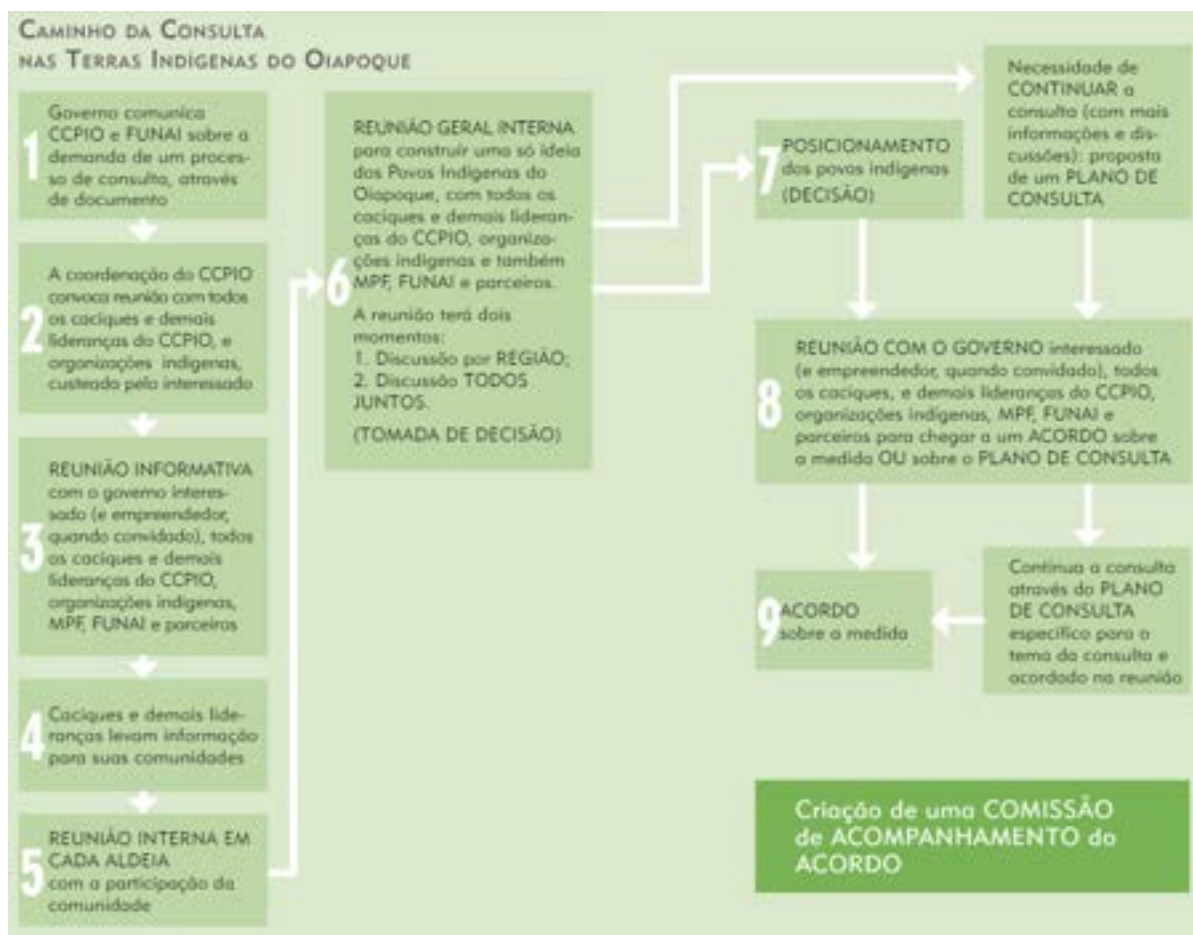 CAMINHO DA CONSULTA
NAS TERRAS INDÍGENAS DO OIAPOQUE
1
Governo comunica
CCPIO e FUNAI sobre a
demanda de um proces-
so de consulta, através
de documento
2
A coordenação do CCPIO
convoca reunião com todos
os caciques e demais
lideranças do CCPIO, e
organizações indígenas,
custeada pelo interessado
3
REUNIÃO INFORMATIVA
com o governo interes-
sado (e empreendedor,
quando convidado), todos
os caciques e demais
lideranças do CCPIO,
organizações indígenas,
MPF, FUNAI e parceiros
4
Caciques e demais lide-
ranças levam informação
para suas comunidades
5
REUNIÃO INTERNA EM
CADA ALDEIA
com a participação da
comunidade
6
REUNIÃO GERAL INTERNA
para construir uma só ideia
dos Povos Indígenas do
Oiapoque, com todos os
caciques e demais lideran-
ças do CCPIO, organiza-
ções indígenas e também
MPF, FUNAI e parceiros.
A reunião terá dois
momentos:
1. Discussão por REGIÃO;
2. Discussão TODOS
JUNTOS.
(TOMADA DE DECISÃO)
7
POSICIONAMENTO
dos povos indígenas
(DECISÃO)
Necessidade de
CONTINUAR a
consulta (com mais
informações e dis-
cussões): proposta
de um PLANO DE
CONSULTA
8
REUNIÃO COM O GOVERNO interessado
(e empreendedor, quando convidado), todos
os caciques, e demais lideranças do CCPIO,
organizações indígenas, MPF, FUNAI e
parceiros para chegar a um ACORDO sobre
a medida OU sobre o PLANO DE CONSULTA
9
ACORDO
sobre a medida
Continua a consulta
através do PLANO
DE CONSULTA
específico para o
tema da consulta e
acordado na reunião
Criação de uma COMISSÃO
de ACOMPANHAMENTO do
ACORDO